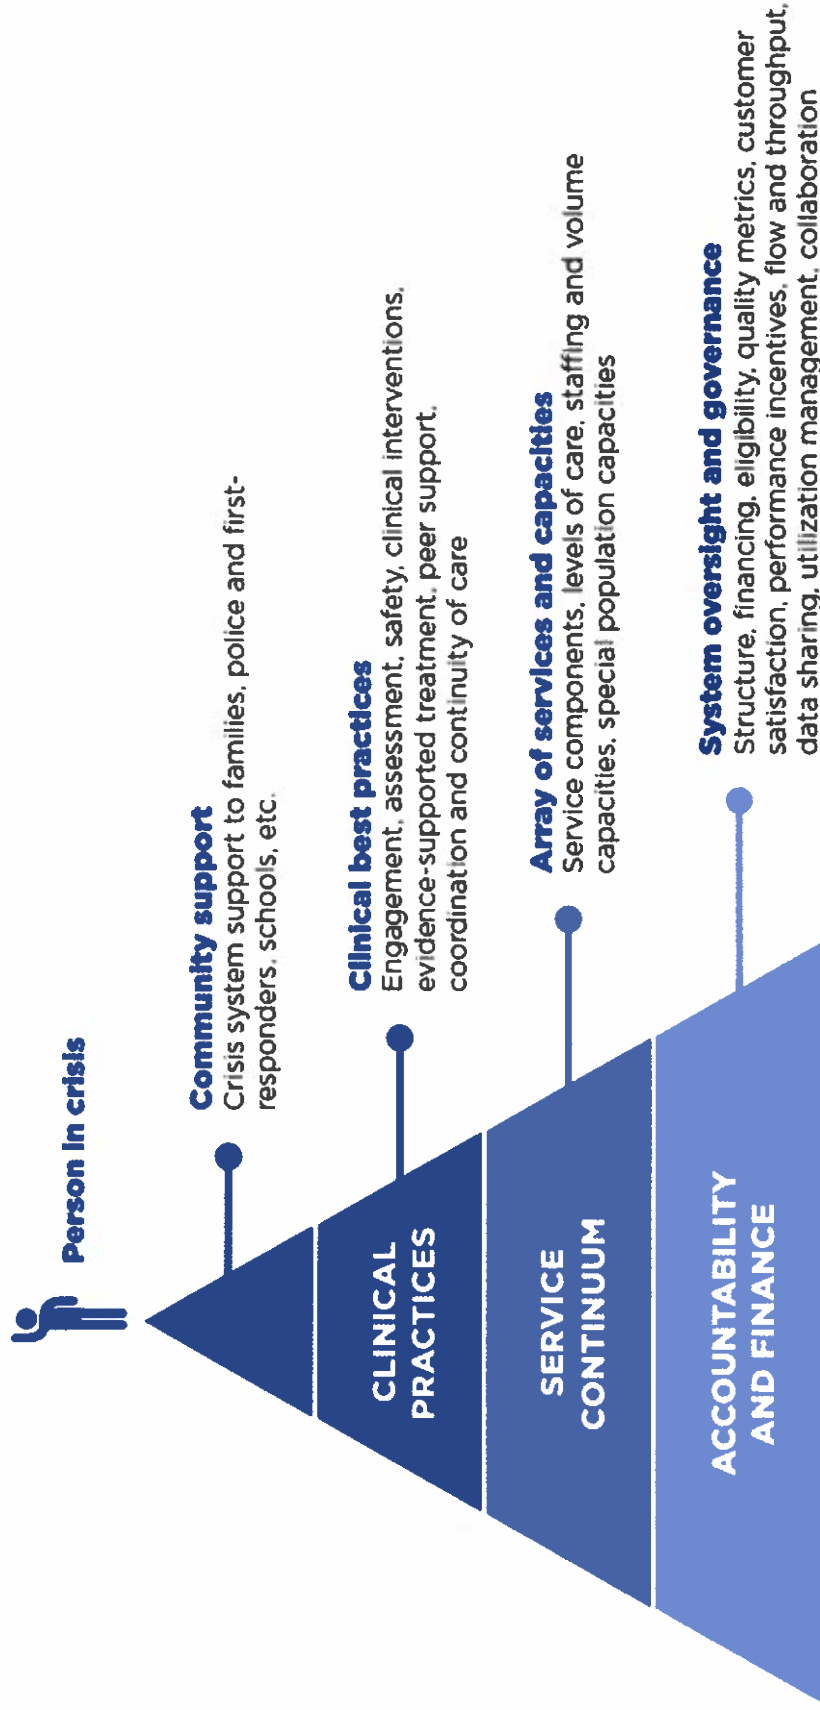 Person in crisis
Community support
Crisis system support to families, police and first-
responders, schools, etc.
CLINICAL
PRACTICES
Clinical best practices
Engagement, assessment, safety, clinical interventions,
evidence-supported treatment, peer support,
coordination and continuity of care
SERVICE
CONTINUUM
Array of services and capacities
Service components, levels of care, staffing and volume
capacities, special population capacities
ACCOUNTABILITY
AND FINANCE
System oversight and governance
Structure, financing, eligibility, quality metrics, customer
satisfaction, performance incentives, flow and throughput,
data sharing, utilization management, collaboration